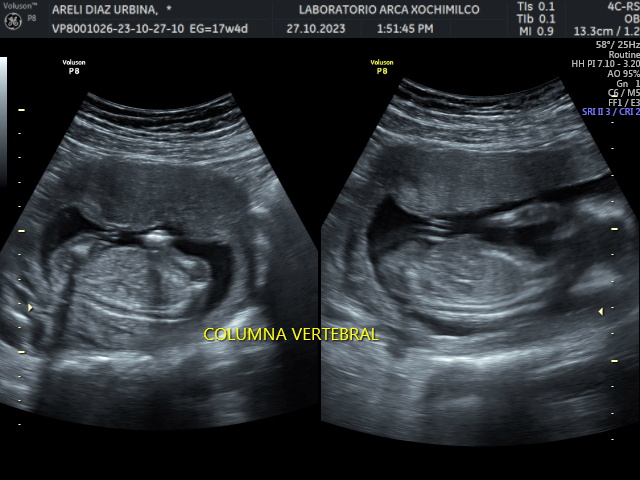 Voluson™
P8
ARELI DIAZ URBINA, *
LABORATORIO ARCA XOCHIMILCO
VP8001026-23-10-27-10 EG=17w4d
27.10.2023
1:51:45 PM
TIs 0.1
TIb 0.1
MI 0.9
4C-RS
OB
13.3cm / 1.2
58°/ 25Hz
Routine
HH PI 7.10 - 3.20
AO 95%
Gn 1
C6 / M5
FF1 / E3
SRI II 3 / CRI 2
Voluson
P8
Voluson
P8
COLUMNA VERTEBRAL